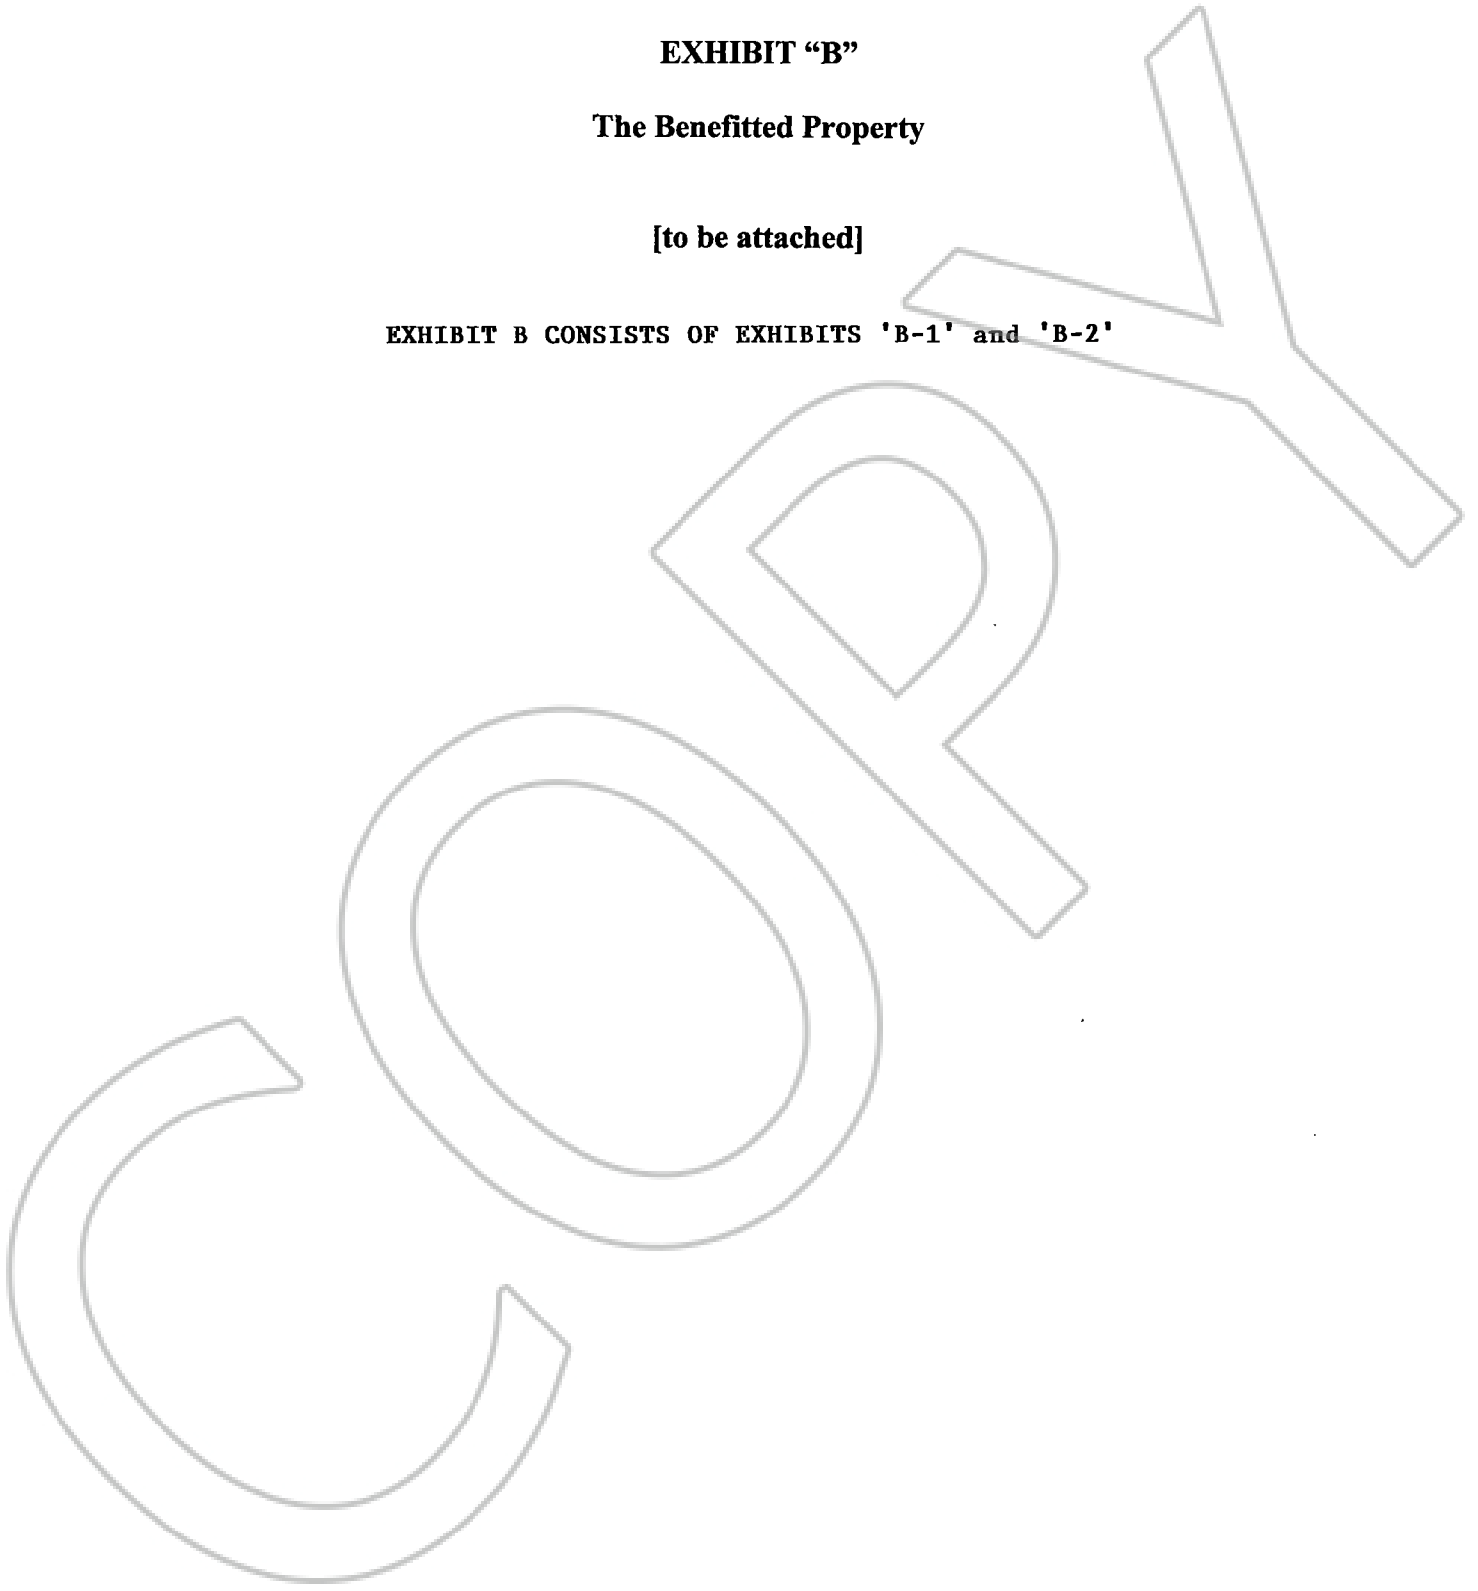 EXHIBIT “B”
The Benefitted Property
[to be attached]
EXHIBIT B CONSISTS OF EXHIBITS 'B-1' and 'B-2'
COPY